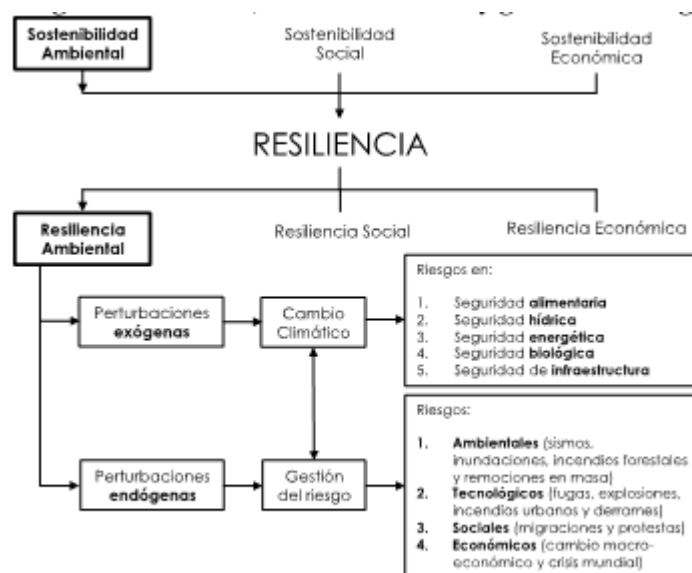 Sostenibilidad
Ambiental
Sostenibilidad
Social
Sostenibilidad
Económica
RESILIENCIA
Resiliencia
Ambiental
Resiliencia Social
Resiliencia Económica
Perturbaciones
exógenas
Cambio
Climático
Riesgos en:
1. Seguridad alimentaria
2. Seguridad hídrica
3. Seguridad energética
4. Seguridad biológica
5. Seguridad de infraestructura
Perturbaciones
endógenas
Gestión
del riesgo
Riesgos:
1. Ambientales (sismos,
inundaciones, incendios forestales
y remociones en masa)
2. Tecnológicos (fugas, explosiones,
incendios urbanos y derrames)
3. Sociales (migraciones y protestas)
4. Económicos (cambio macro-
económico y crisis mundial)